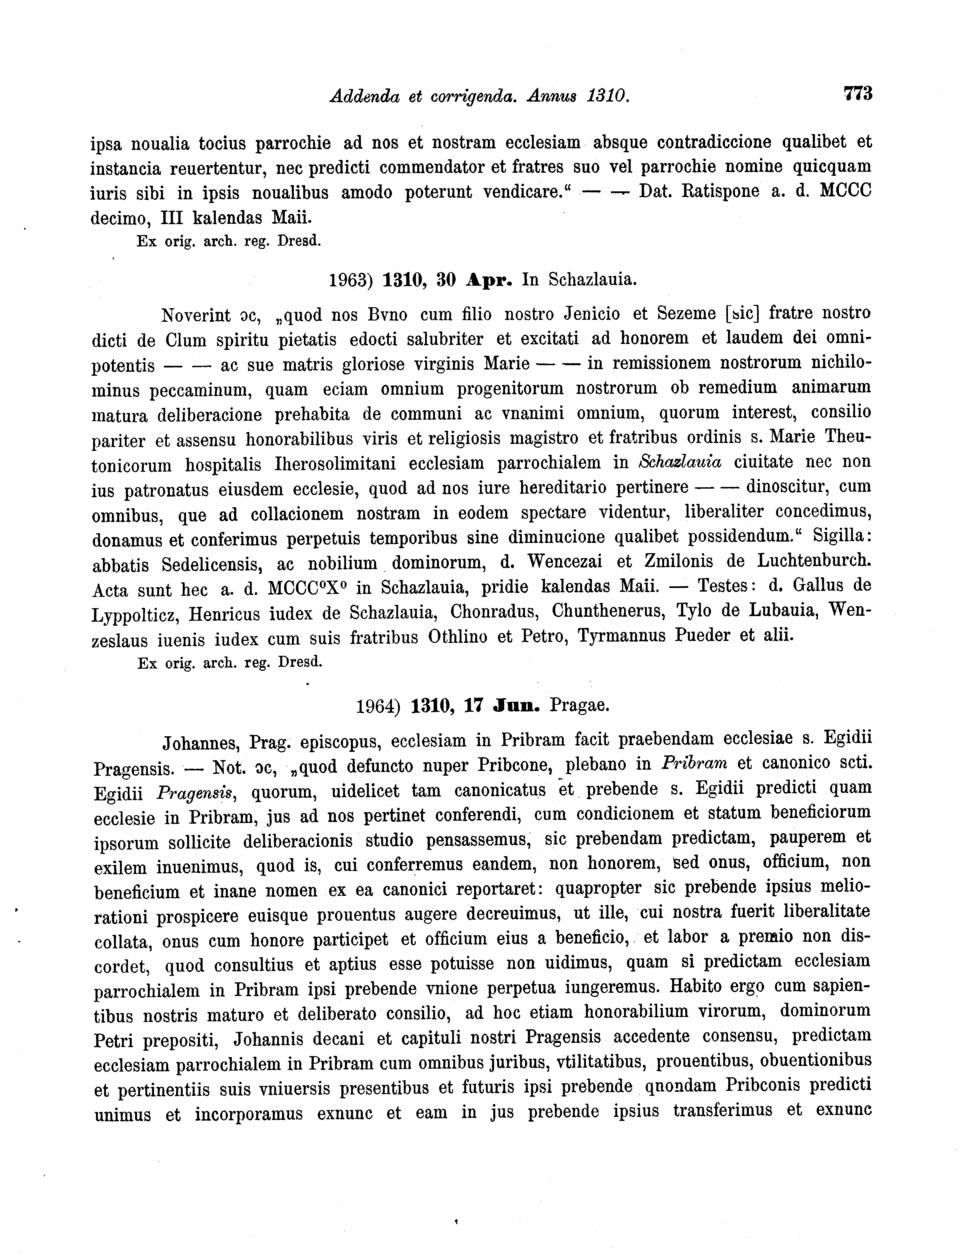 Addenda et corrigenda. Annus 1310. 773
ipsa noualia tocius parrochie ad nos et nostram ecclesiam absque contradiccione qualibet et
instancia reuertentur, nec predicti commendator et fratres suo vel parrochie nomine quicquam
iuris sibi in ipsis noualibus amodo poterunt vendicare.“ — — Dat. Ratispone a. d. MCCC
decimo, III kalendas Maii.
Ex orig. arch. reg. Dresd.
1963) 1310, 30 Apr. In Schazlauia.
Noverint ↄc, „quod nos Bvno cum filio nostro Jenicio et Sezeme [sic] fratre nostro
dicti de Clum spiritu pietatis edocti salubriter et excitati ad honorem et laudem dei omni-
potentis — — ac sue matris gloriose virginis Marie — — in remissionem nostrorum nichilo-
minus peccaminum, quam eciam omnium progenitorum nostrorum ob remedium animarum
matura deliberacione prehabita de communi ac vnanimi omnium, quorum interest, consilio
pariter et assensu honorabilibus viris et religiosis magistro et fratribus ordinis s. Marie Theu-
tonicorum hospitalis Iherosolimitani ecclesiam parrochialem in Schazlauia ciuitate nec non
ius patronatus eiusdem ecclesie, quod ad nos iure hereditario pertinere — — dinoscitur, cum
omnibus, que ad collacionem nostram in eodem spectare videntur, liberaliter concedimus,
donamus et conferimus perpetuis temporibus sine diminucione qualibet possidendum.“ Sigilla:
abbatis Sedelicensis, ac nobilium dominorum, d. Wencezai et Zmilonis de Luchtenburch.
Acta sunt hec a. d. MCCC⁰X⁰ in Schazlauia, pridie kalendas Maii. — Testes: d. Gallus de
Lyppolticz, Henricus iudex de Schazlauia, Chonradus, Chunthenerus, Tylo de Lubauia, Wen-
zeslaus iuenis iudex cum suis fratribus Othlino et Petro, Tyrmannus Pueder et alii.
Ex orig. arch. reg. Dresd.
1964) 1310, 17 Jun. Pragae.
Johannes, Prag. episcopus, ecclesiam in Pribram facit praebendam ecclesiae s. Egidii
Pragensis. — Not. ↄc, „quod defuncto nuper Pribcone, plebano in Pribram et canonico scti.
Egidii Pragensis, quorum, uidelicet tam canonicatus et prebende s. Egidii predicti quam
ecclesie in Pribram, jus ad nos pertinet conferendi, cum condicionem et statum beneficiorum
ipsorum sollicite deliberacionis studio pensassemus, sic prebendam predictam, pauperem et
exilem inuenimus, quod is, cui conferremus eandem, non honorem, sed onus, officium, non
beneficium et inane nomen ex ea canonici reportaret: quapropter sic prebende ipsius melio-
rationi prospicere euisque prouentus augere decreuimus, ut ille, cui nostra fuerit liberalitate
collata, onus cum honore participet et officium eius a beneficio, et labor a premio non dis-
cordet, quod consultius et aptius esse potuisse non uidimus, quam si predictam ecclesiam
parrochialem in Pribram ipsi prebende vnione perpetua iungeremus. Habito ergo cum sapien-
tibus nostris maturo et deliberato consilio, ad hoc etiam honorabilium virorum, dominorum
Petri prepositi, Johannis decani et capituli nostri Pragensis accedente consensu, predictam
ecclesiam parrochialem in Pribram cum omnibus juribus, vtilitatibus, prouentibus, obuentionibus
et pertinentiis suis vniuersis presentibus et futuris ipsi prebende qnondam Pribconis predicti
unimus et incorporamus exnunc et eam in jus prebende ipsius transferimus et exnunc